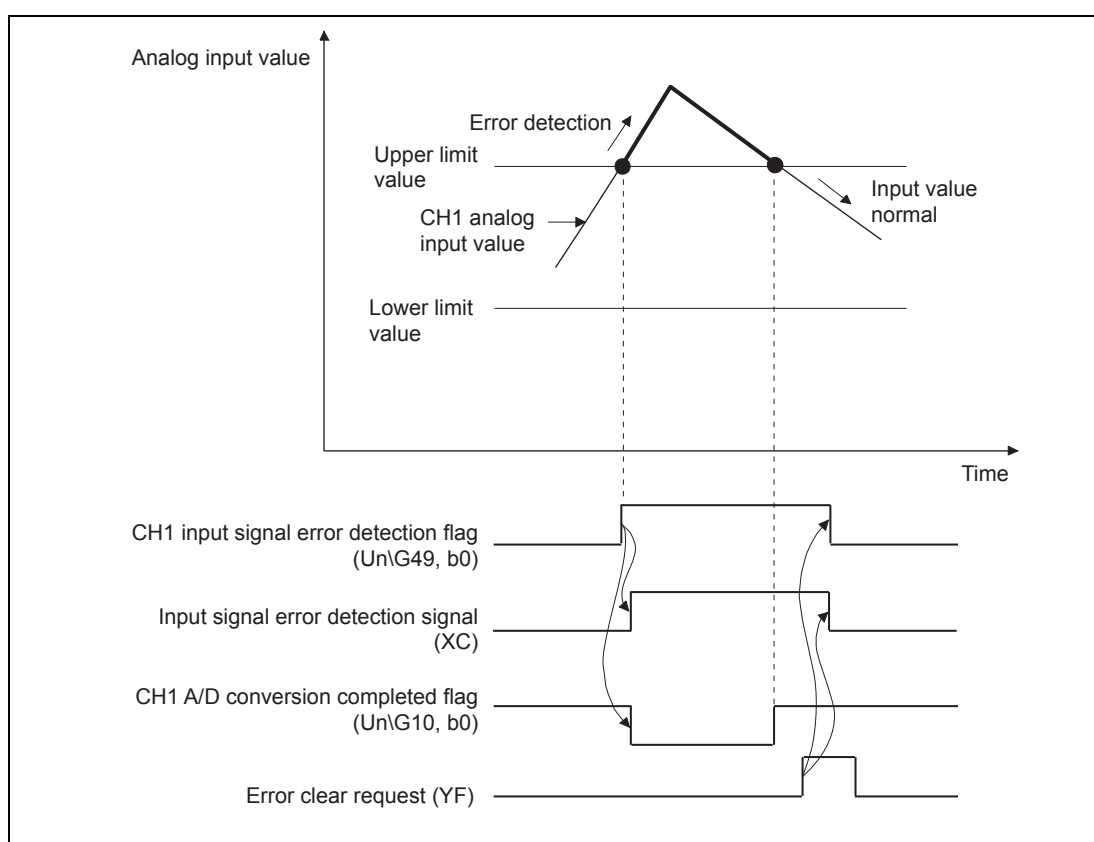 Analog input value
Error detection
Upper limit
value
Input value
normal
CH1 analog
input value
Lower limit
value
Time
CH1 input signal error detection flag
(Un\G49, b0)
Input signal error detection signal
(XC)
CH1 A/D conversion completed flag
(Un\G10, b0)
Error clear request (YF)